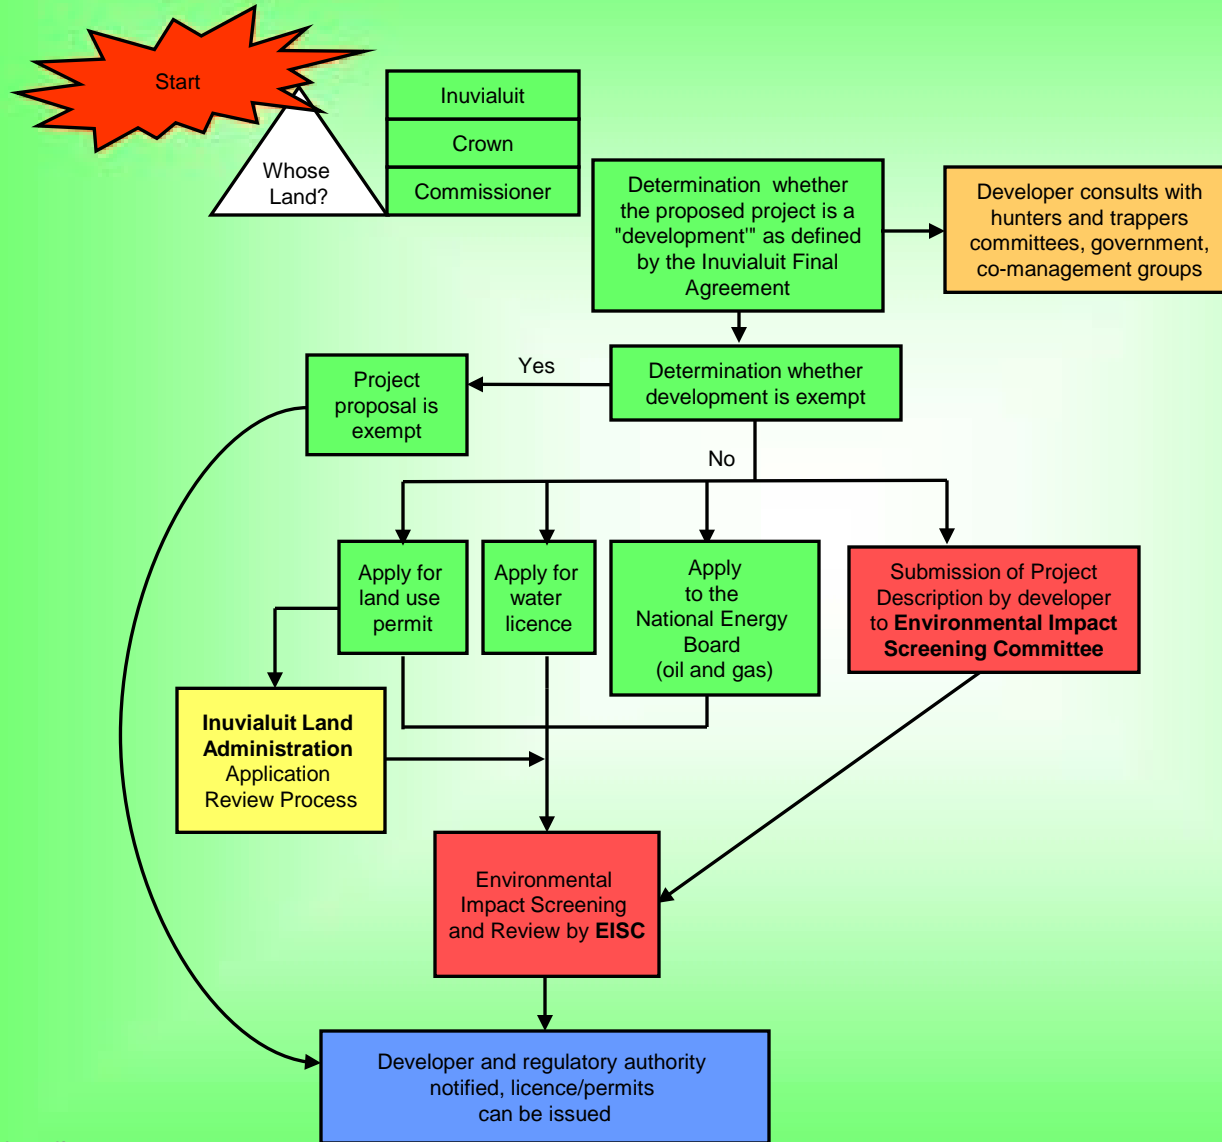 Start
Whose
Land?
Inuvialuit
Crown
Commissioner
Determination whether
the proposed project is a
"development'" as defined
by the Inuvialuit Final
Agreement
Developer consults with
hunters and trappers
committees, government,
co-management groups
Yes
Project
proposal is
exempt
Determination whether
development is exempt
No
Apply for
land use
permit
Apply for
water
licence
Apply
to the
National Energy
Board
(oil and gas)
Submission of Project
Description by developer
to Environmental Impact
Screening Committee
Inuvialuit Land
Administration
Application
Review Process
Environmental
Impact Screening
and Review by EISC
Developer and regulatory authority
notified, licence/permits
can be issued